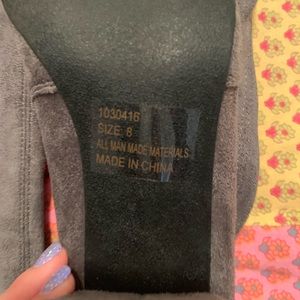 1030416
SIZE: 8
ALL MAN MADE MATERIALS
MADE IN CHINA